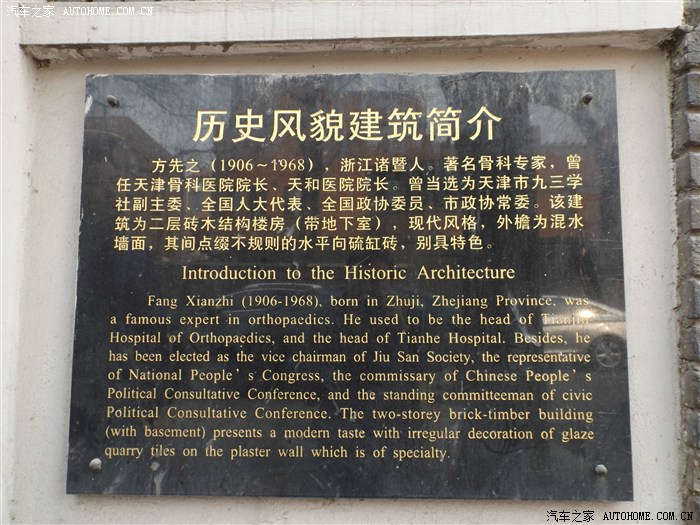 汽车之家 AUTOHOME.COM.CN
历史风貌建筑简介
方先之（1906～1968），浙江诸暨人。著名骨科专家，曾
任天津骨科医院院长、天和医院院长。曾当选为天津市九三学
社副主委、全国人大代表、全国政协委员、市政协常委。该建
筑为二层砖木结构楼房（带地下室），现代风格，外檐为混水
墙面，其间点缀不规则的水平向硫缸砖，别具特色。
Introduction to the Historic Architecture
Fang Xianzhi (1906-1968), born in Zhuji, Zhejiang Province, was
a famous expert in orthopaedics. He used to be the head of Tianjin
Hospital of Orthopaedics, and the head of Tianhe Hospital. Besides, he
has been elected as the vice chairman of Jiu San Society, the representative
of National People's Congress, the commissary of Chinese People's
Political Consultative Conference, and the standing committeeman of civic
Political Consultative Conference. The two-storey brick-timber building
(with basement) presents a modern taste with irregular decoration of glaze
quarry tiles on the plaster wall which is of specialty.
汽车之家 AUTOHOME.COM.CN